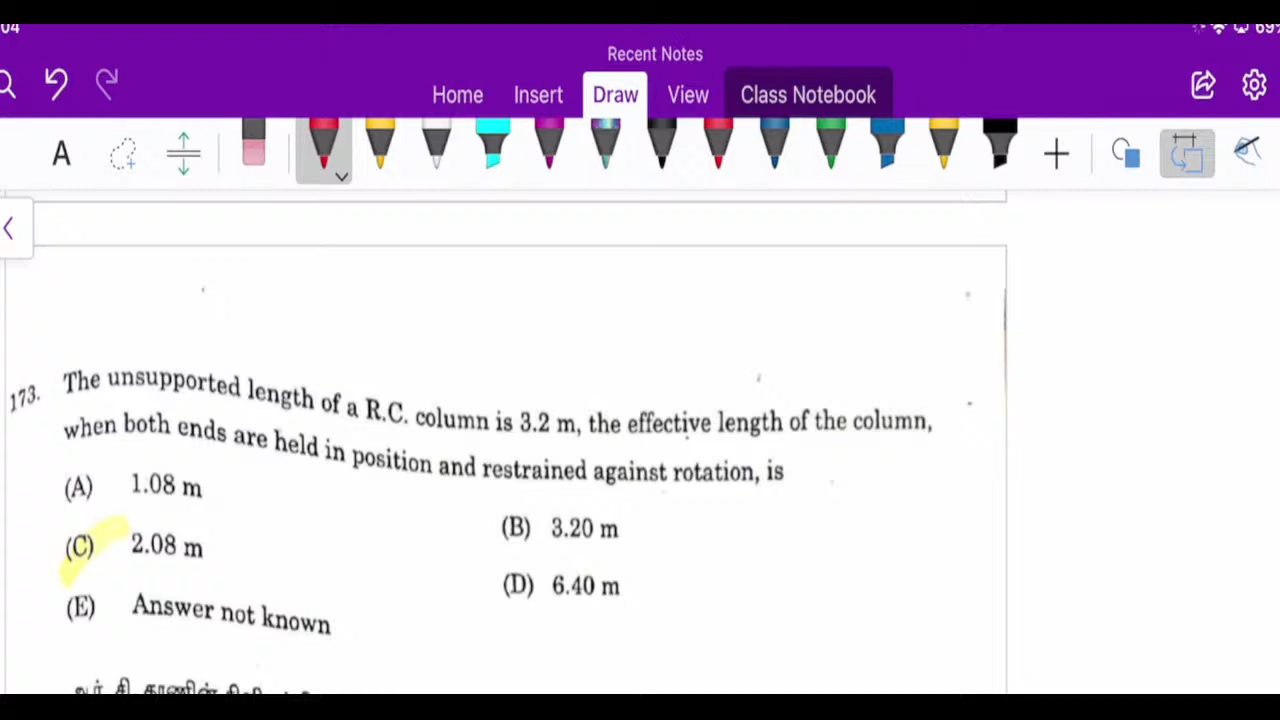 04
69%
Recent Notes
Home Insert Draw View Class Notebook
A
173. The unsupported length of a R.C. column is 3.2 m, the effective length of the column,
when both ends are held in position and restrained against rotation, is
(A) 1.08 m
(B) 3.20 m
(C) 2.08 m
(D) 6.40 m
(E) Answer not known